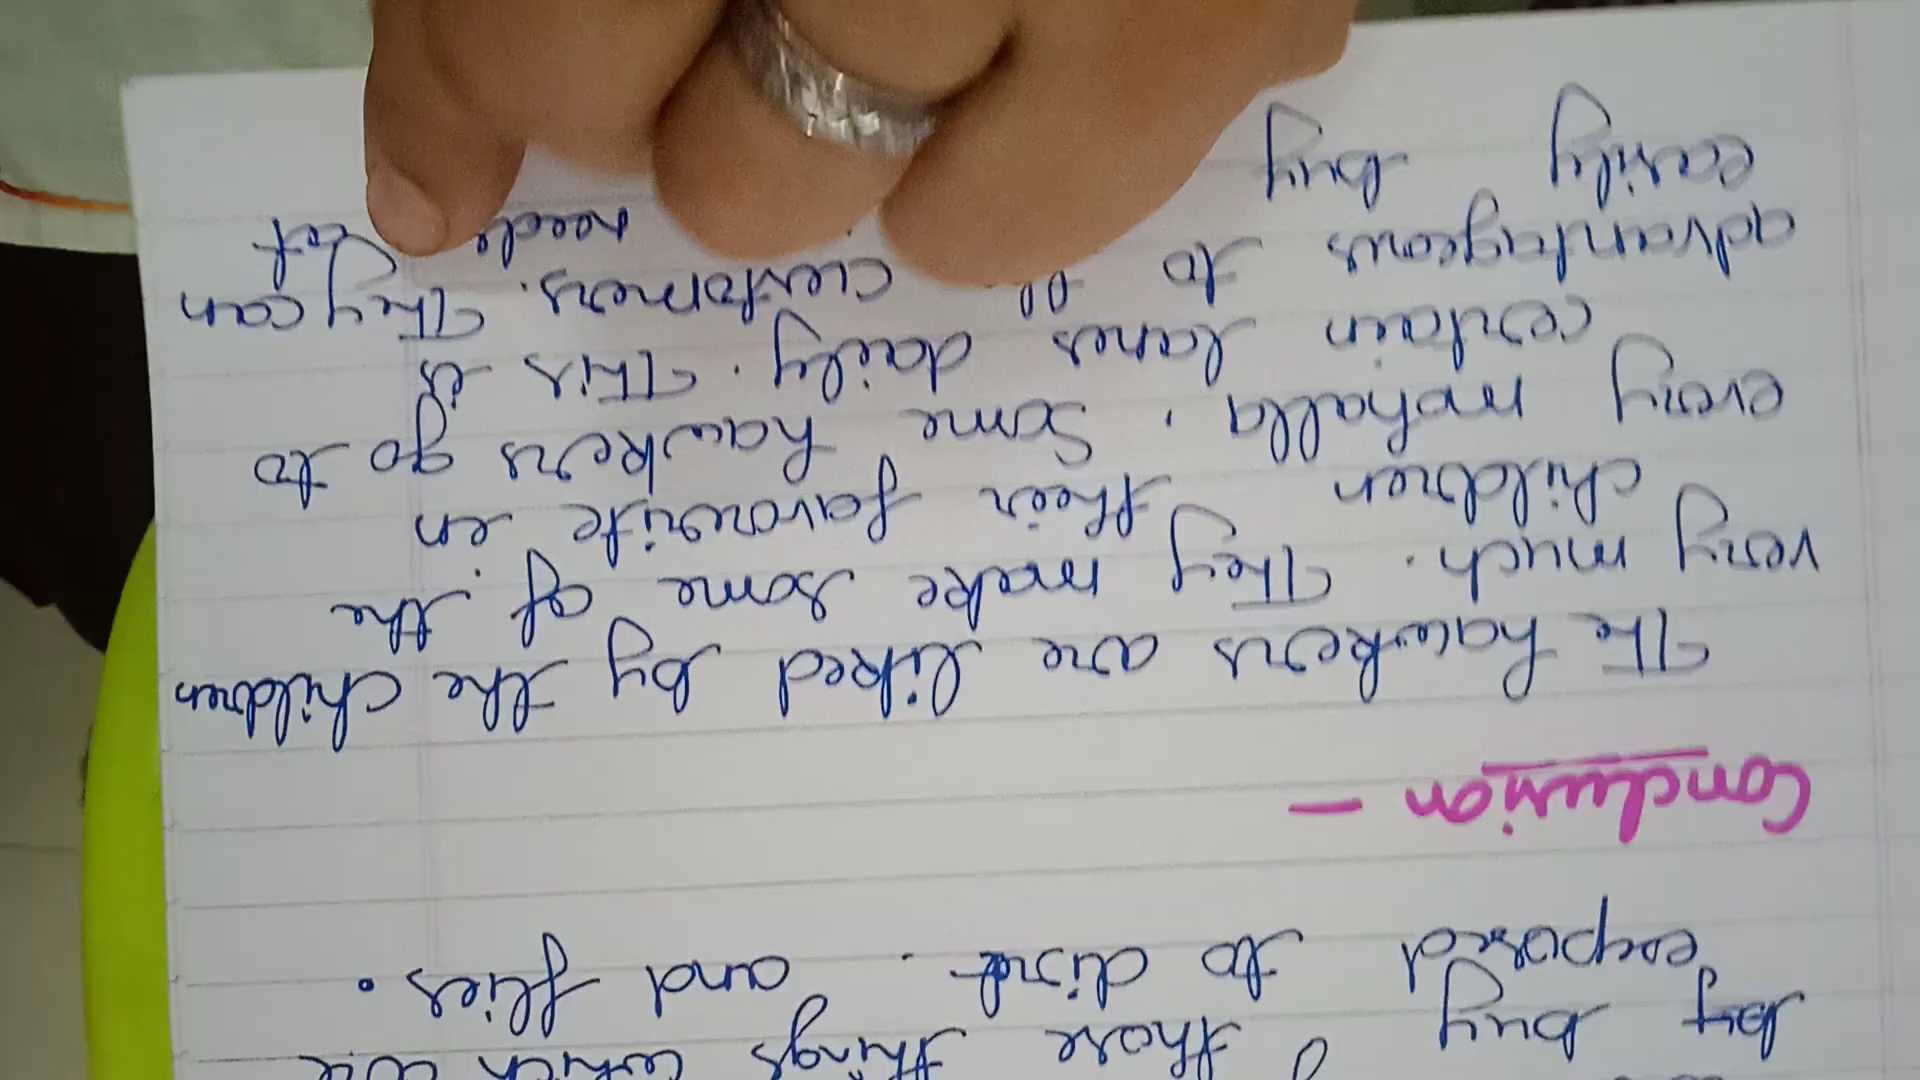 buy those things which are
exposed to dirt. and flies.
Conclusion –
The hawkers are liked by the children
very much. They make some of the
children their favourite in
every mohalla. Some hawkers go to
certain lanes daily. This is
advantageous to customers. They can
easily buy